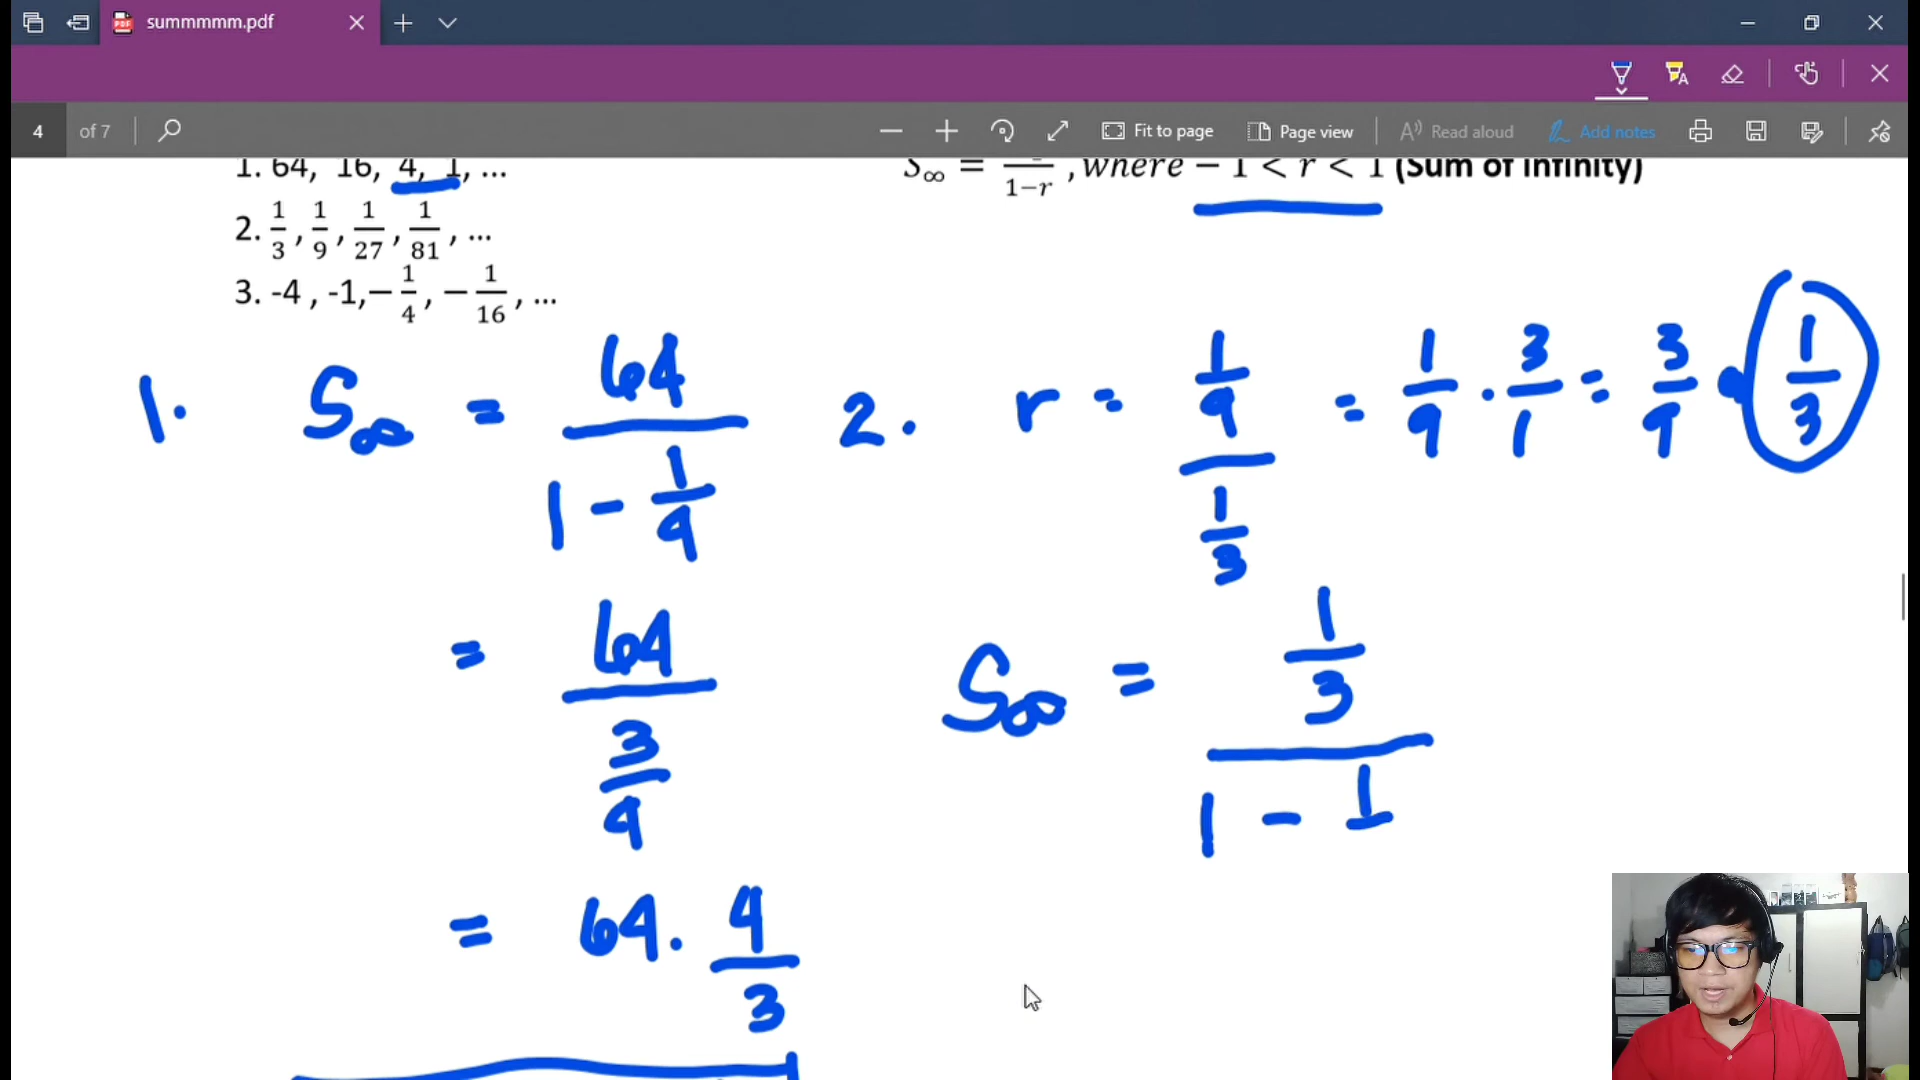 summmmm.pdf
4 of 7 Fit to page Page view Read aloud Add notes
1. 64, 16, 4, 1, ...
S∞ = /1−r , where − 1 < r < 1 (Sum of Infinity)
2. 1/3, 1/9, 1/27, 1/81, ...
3. -4 , -1, −1/4, −1/16, ...
1. S∞ = 64/(1 - 1/4)
= 64/(3/4)
= 64 . 4/3
2. r = (1/9)/(1/3) = 1/9 . 3/1 = 3/9 1/3
S∞ = (1/3)/(1 - 1